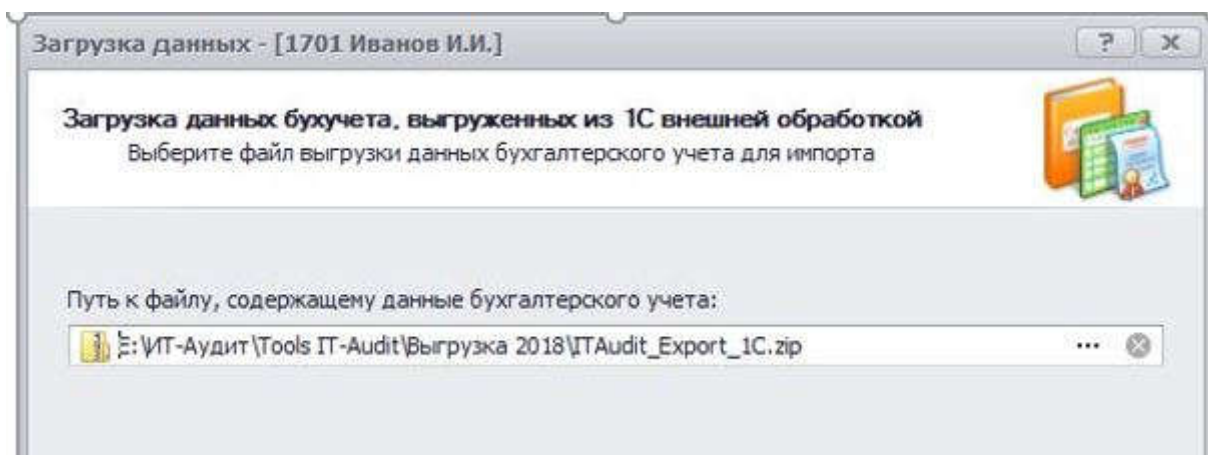 Загрузка данных - [1701 Иванов И.И.]
Загрузка данных бухучета, выгруженных из 1С внешней обработкой
Выберите файл выгрузки данных бухгалтерского учета для импорта
Путь к файлу, содержащему данные бухгалтерского учета:
E:\ИТ-Аудит\Tools IT-Audit\Выгрузка 2018\ITAudit_Export_1C.zip